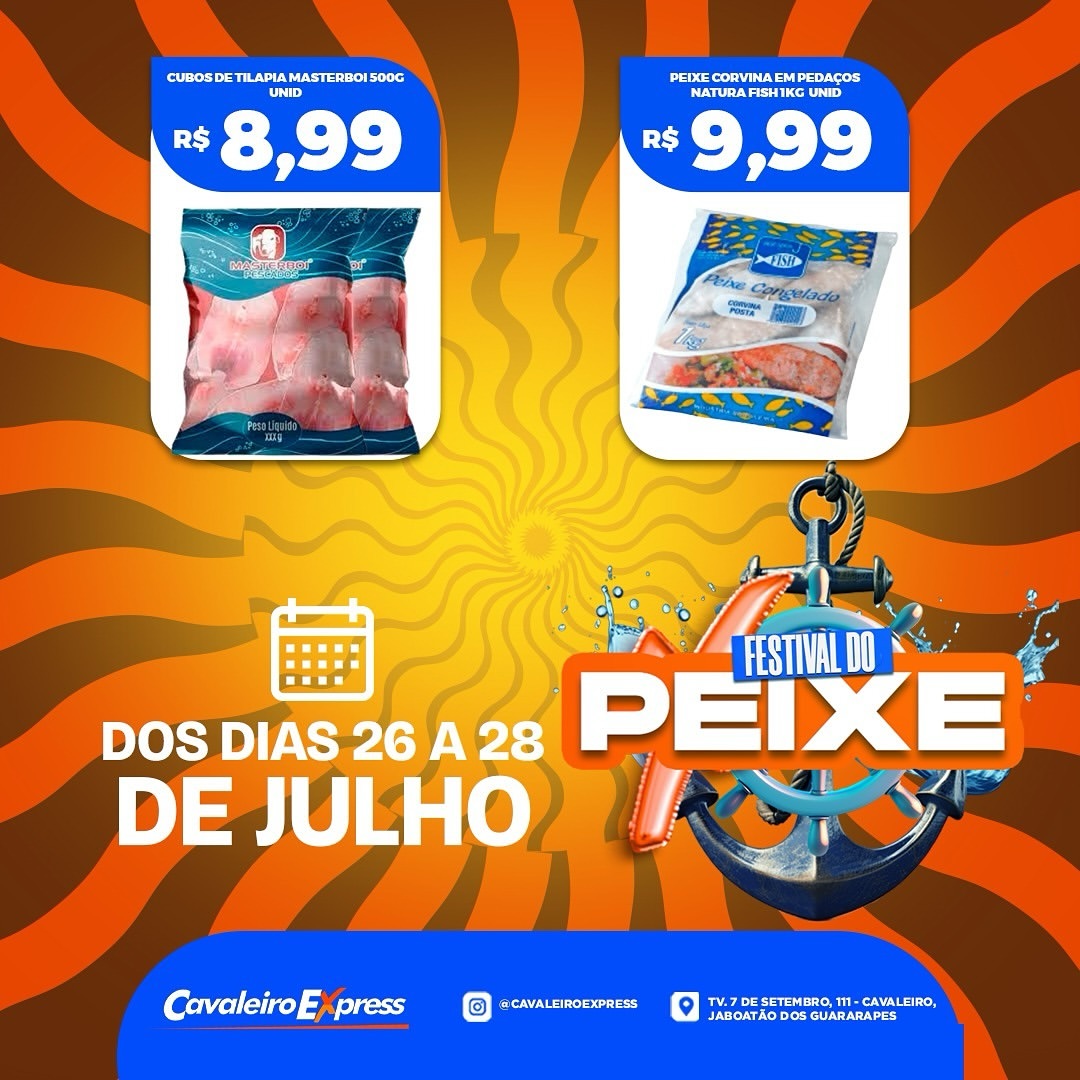 CUBOS DE TILAPIA MASTERBOI 500G
UNID
R$ 8,99
MASTERBOI
PESCADOS
Peso Líquido
xxx g
PEIXE CORVINA EM PEDAÇOS
NATURA FISH 1KG UNID
R$ 9,99
FISH
Peixe Congelado
CORVINA
POSTA
1kg
DOS DIAS 26 A 28
DE JULHO
FESTIVAL DO
PEIXE
Cavaleiro Express
@CAVALEIROEXPRESS
TV. 7 DE SETEMBRO, 111 - CAVALEIRO,
JABOATÃO DOS GUARARAPES